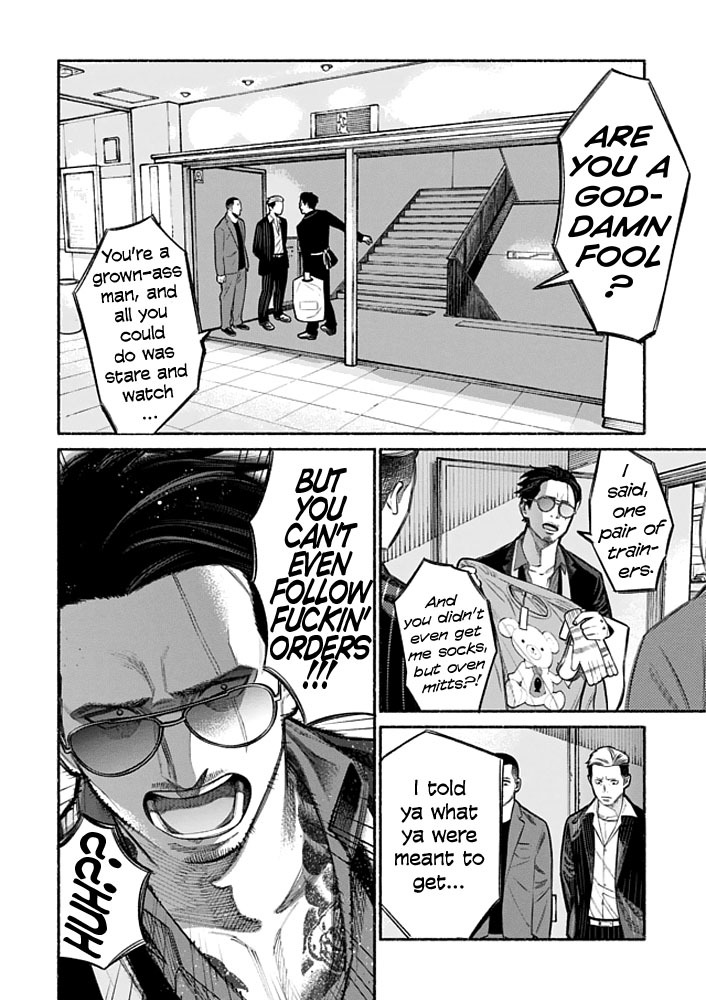 ARE
YOU A
GOD-
DAMN
FOOL
?
You're a
grown-ass
man, and
all you
could
do was
stare and
watch
...
I
said,
one
pair of
train-
ers.
And
you didn't
even get
me socks,
but oven
mitts?!
I told
ya what
ya were
meant to
get...
BUT
YOU
CAN'T
EVEN
FOLLOW
FUCKIN'
ORDERS
!!!
HUH?!?